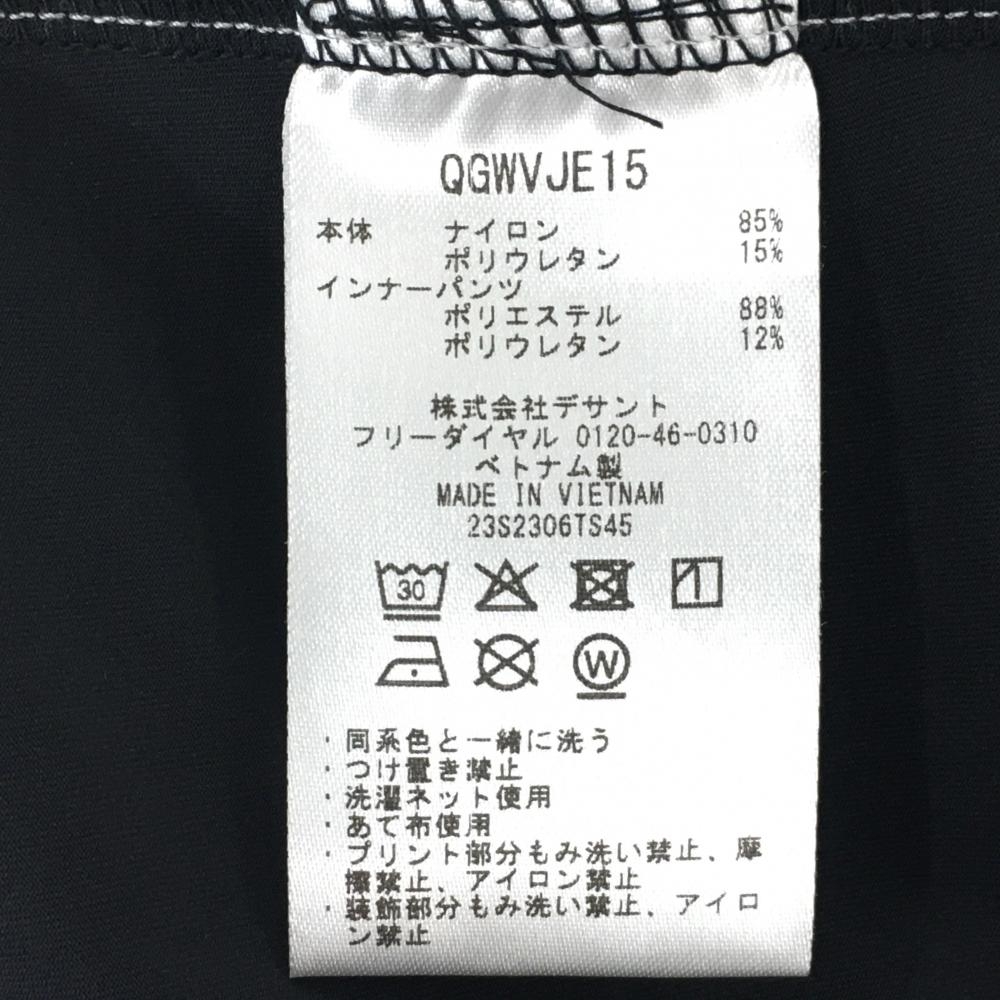 QGWVJE15
本体 ナイロン 85%
ポリウレタン 15%
インナーパンツ
ポリエステル 88%
ポリウレタン 12%
株式会社デサント
フリーダイヤル 0120-46-0310
ベトナム製
MADE IN VIETNAM
23S2306TS45
30
W
・同系色と一緒に洗う
・つけ置き禁止
・洗濯ネット使用
・あて布使用
・プリント部分もみ洗い禁止、摩
擦禁止、アイロン禁止
・装飾部分もみ洗い禁止、アイロ
ン禁止